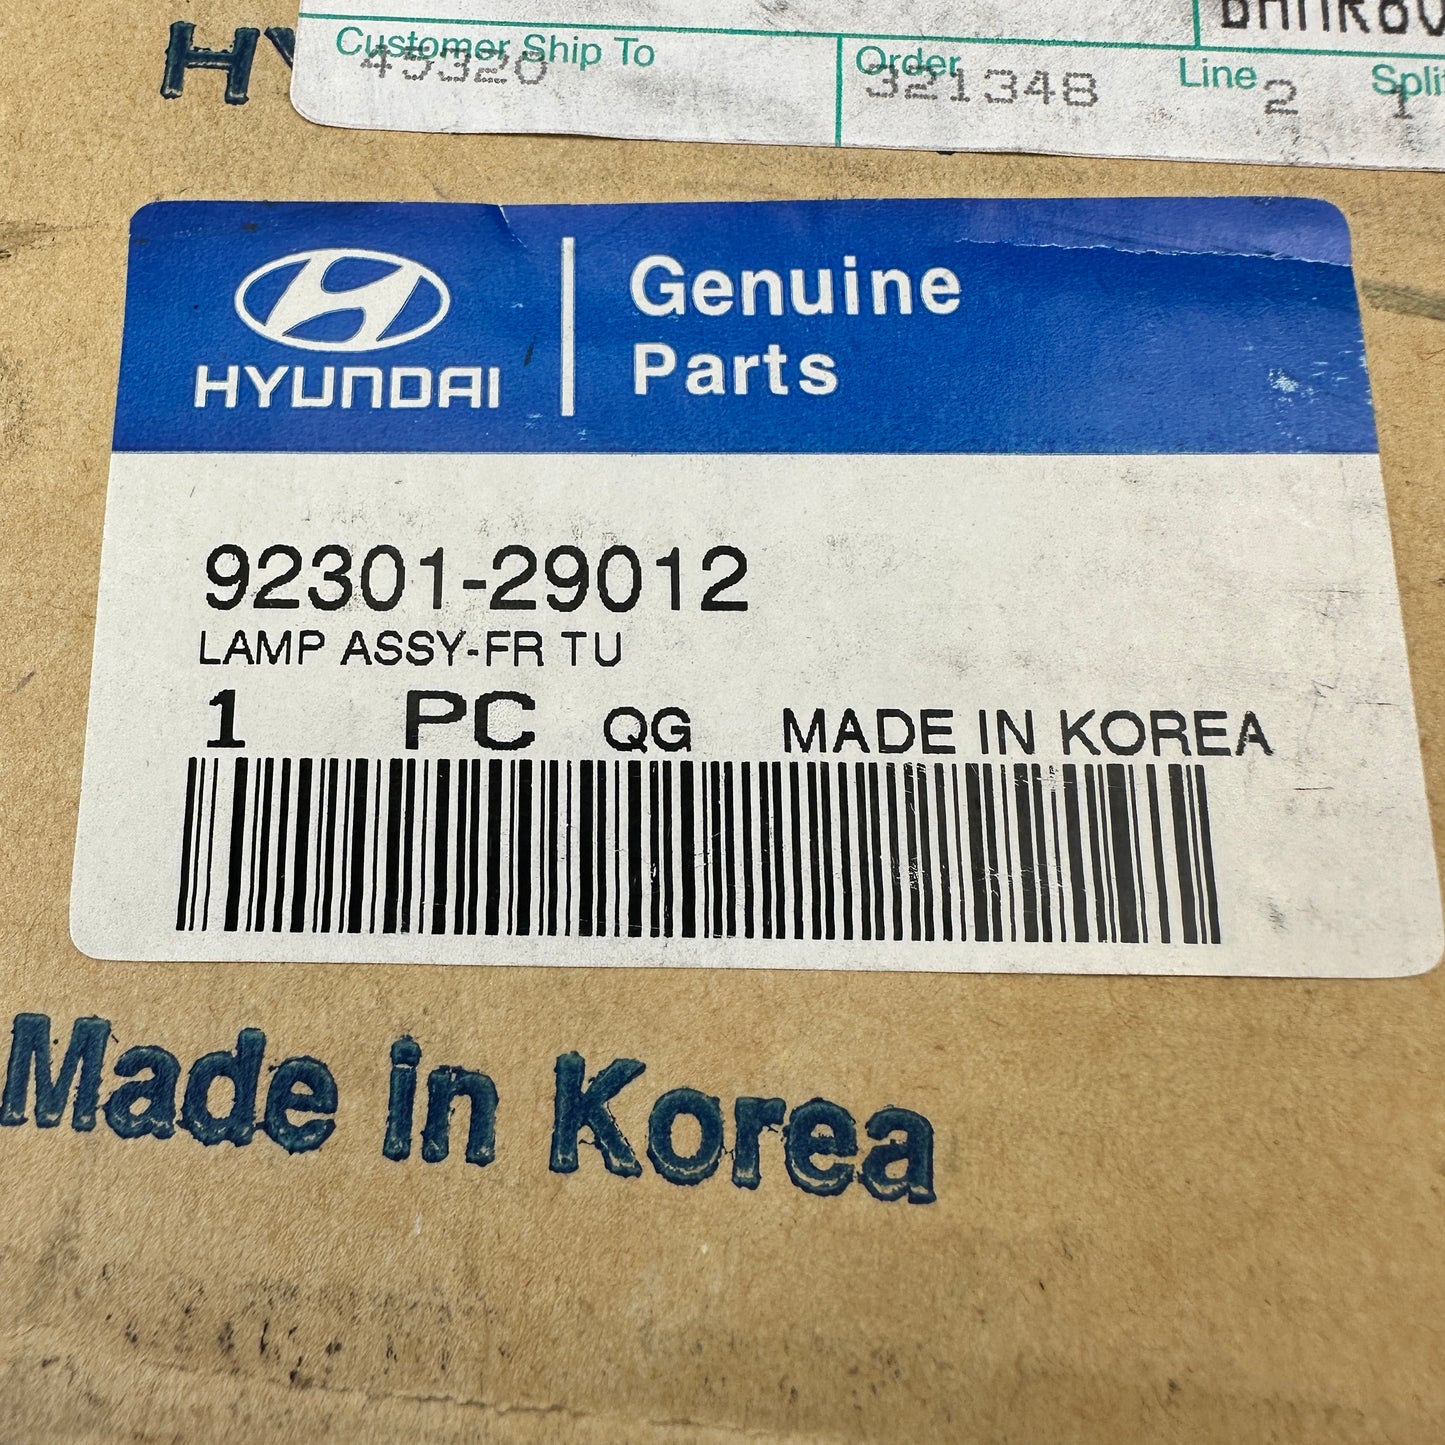 Customer Ship To
45320
Order
321348
Line
2
1
HYUNDAI
Genuine
Parts
92301-29012
LAMP ASSY-FR TU
1 PC QG MADE IN KOREA
Made in Korea